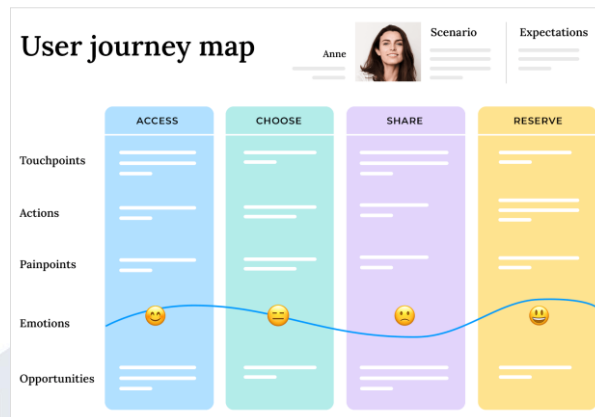 User journey map
Anne
Scenario
Expectations
ACCESS
CHOOSE
SHARE
RESERVE
Touchpoints
Actions
Painpoints
Emotions
Opportunities